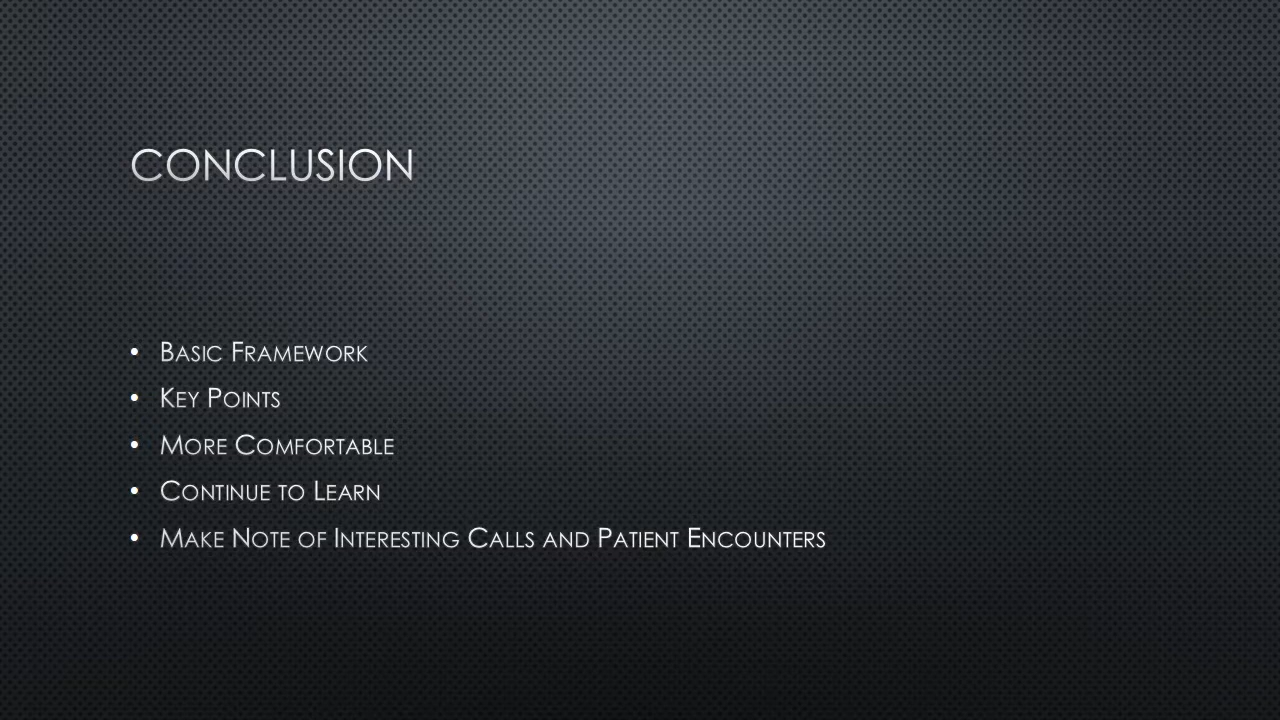 CONCLUSION
• BASIC FRAMEWORK
• KEY POINTS
• MORE COMFORTABLE
• CONTINUE TO LEARN
• MAKE NOTE OF INTERESTING CALLS AND PATIENT ENCOUNTERS